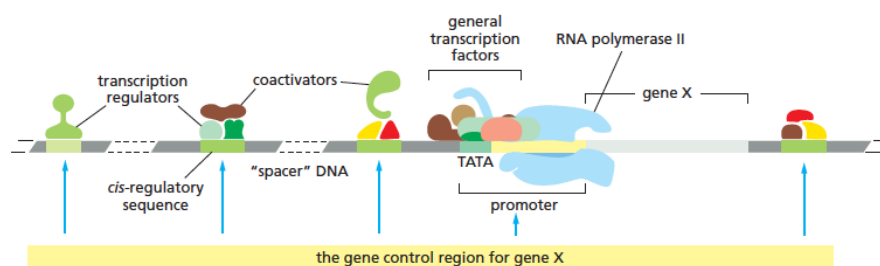 general
transcription
factors
RNA polymerase II
transcription
regulators
coactivators
gene X
cis-regulatory
sequence
“spacer” DNA
TATA
promoter
the gene control region for gene X